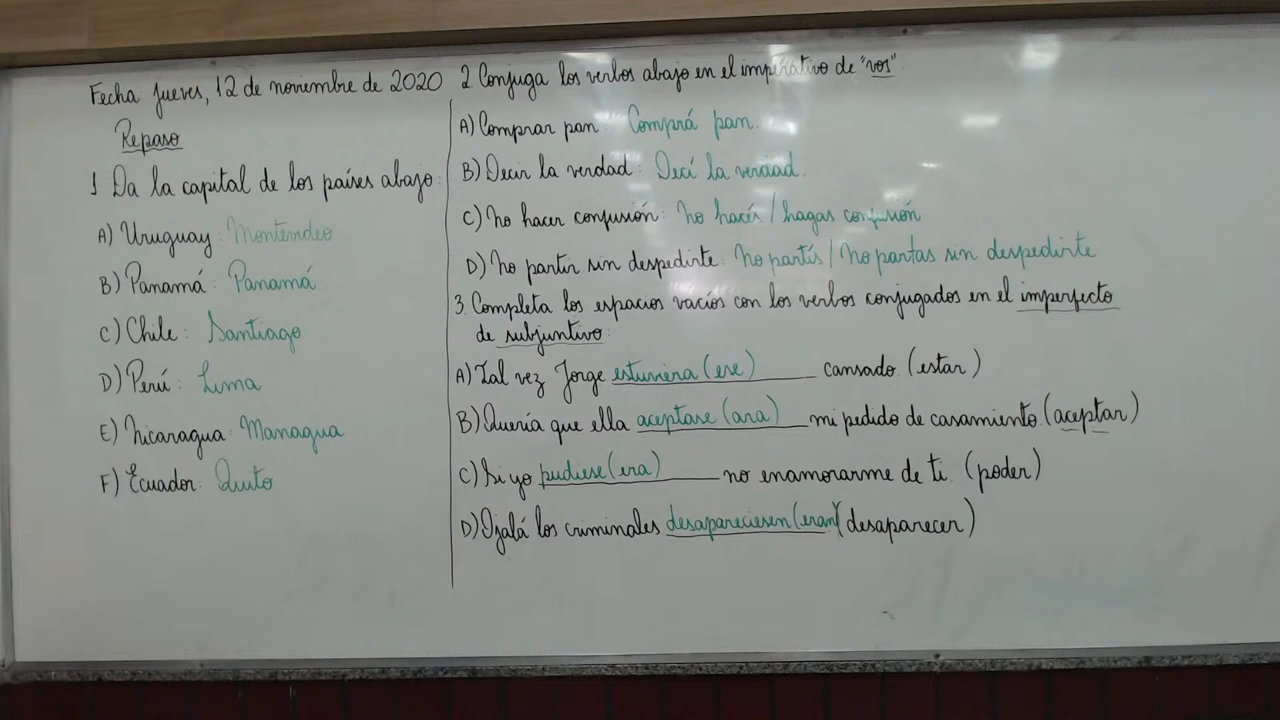 Fecha jueves, 12 de noviembre de 2020
Repaso
1 Da la capital de los países abajo:
A) Uruguay: Montevideo
B) Panamá: Panamá
C) Chile: Santiago
D) Perú: Lima
E) Nicaragua: Managua
F) Ecuador: Quito
2 Conjuga los verbos abajo en el imperativo de "vos"
A) Comprar pan: Comprá pan.
B) Decir la verdad: Decí la verdad.
C) No hacer confusión: No hacés / hagas confusión
D) No partir sin despedirte: No partís / No partas sin despedirte
3. Completa los espacios vacíos con los verbos conjugados en el imperfecto
de subjuntivo:
A) Tal vez Jorge estuviera (ese) cansado. (estar)
B) Quería que ella aceptase (ara) mi pedido de casamiento. (aceptar)
C) Si yo pudiese (era) no enamorarme de ti. (poder)
D) Ojalá los criminales desapareciesen (eran) (desaparecer)